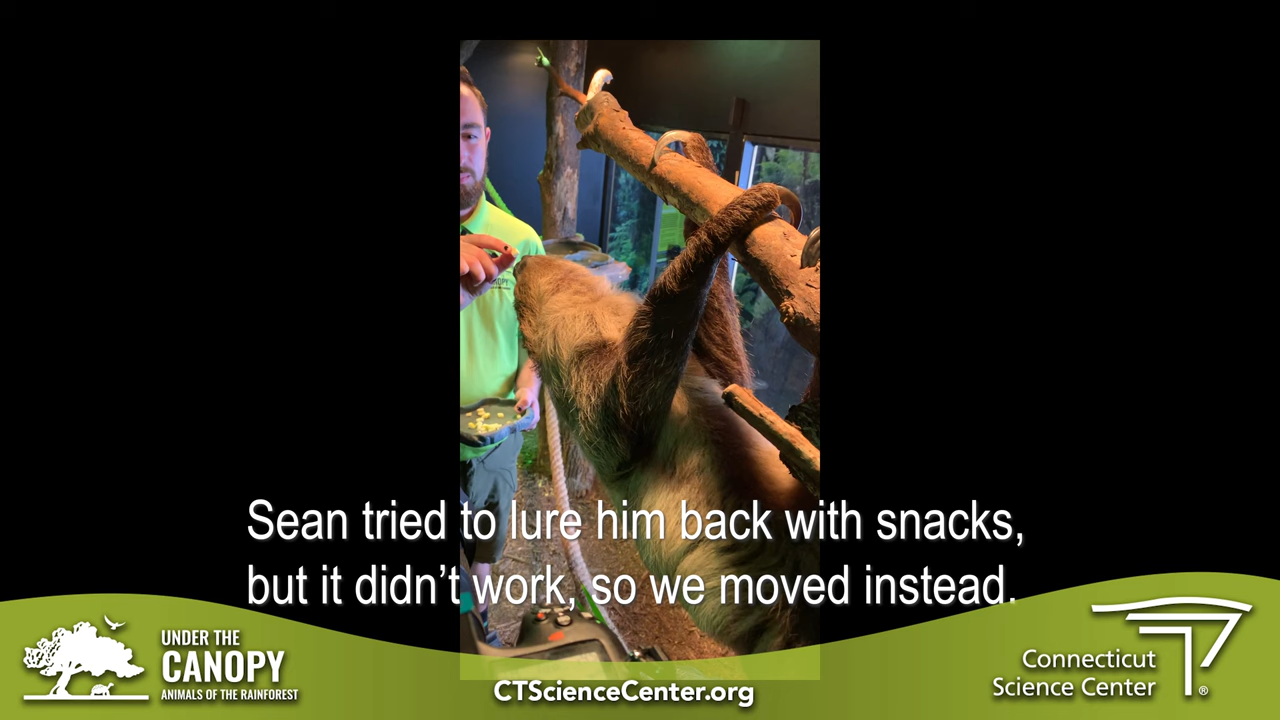 CANOPY
Sean tried to lure him back with snacks,
but it didn't work, so we moved instead.
UNDER THE
CANOPY
ANIMALS OF THE RAINFOREST
CTScienceCenter.org
Connecticut
Science Center
®